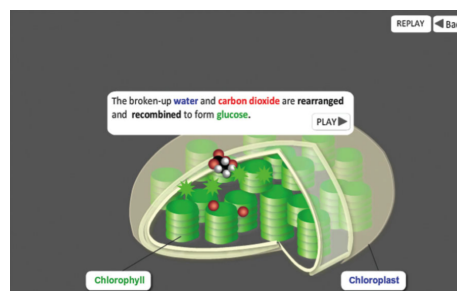 REPLAY
The broken-up water and carbon dioxide are rearranged
and recombined to form glucose.
PLAY
Chlorophyll
Chloroplast